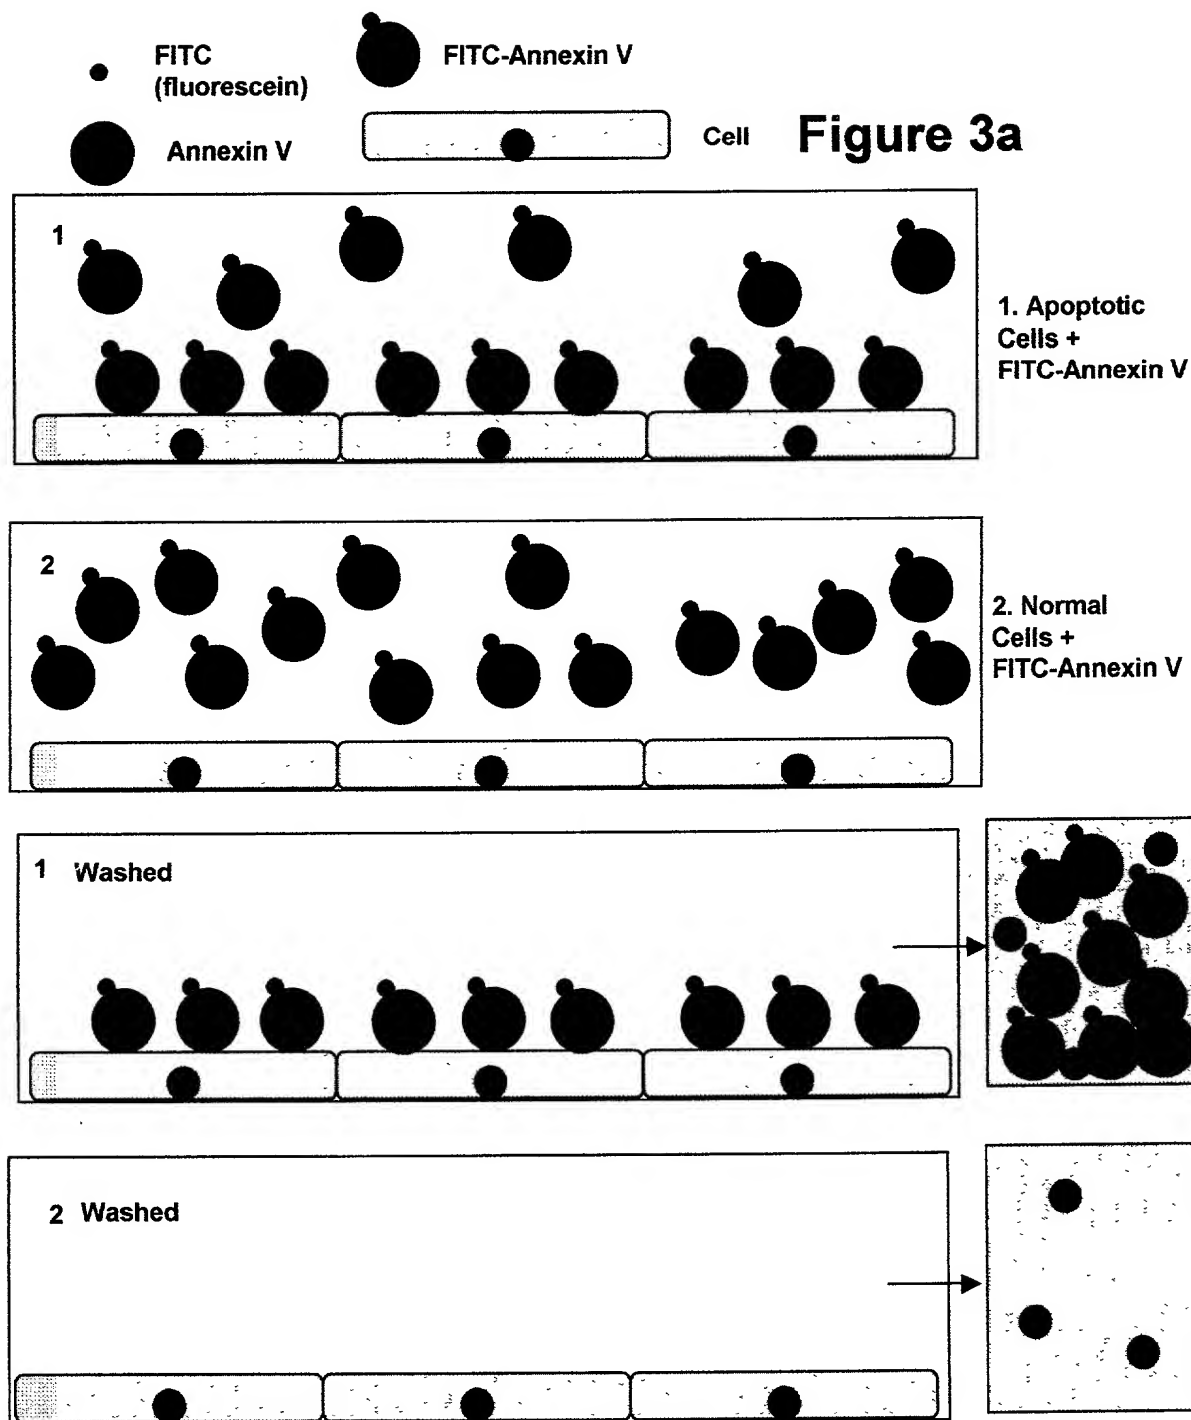 FITC
(fluorescein)
FITC-Annexin V
Annexin V
Cell
Figure 3a
1
1. Apoptotic
Cells +
FITC-Annexin V
2
2. Normal
Cells +
FITC-Annexin V
1 Washed
2 Washed